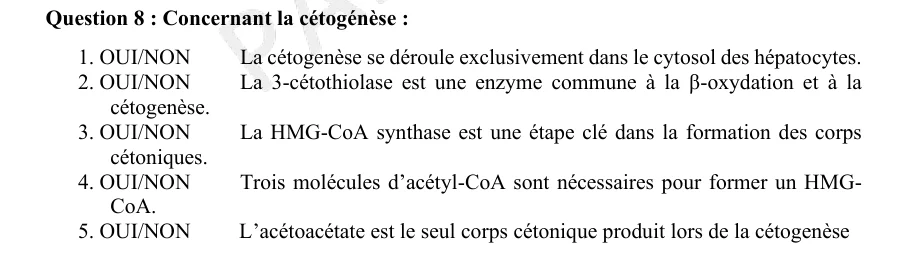 Question 8 : Concernant la cétogénèse :
1. OUI/NON La cétogenèse se déroule exclusivement dans le cytosol des hépatocytes.
2. OUI/NON La 3-cétothiolase est une enzyme commune à la β-oxydation et à la
cétogenèse.
3. OUI/NON La HMG-CoA synthase est une étape clé dans la formation des corps
cétoniques.
4. OUI/NON Trois molécules d’acétyl-CoA sont nécessaires pour former un HMG-
CoA.
5. OUI/NON L’acétoacétate est le seul corps cétonique produit lors de la cétogenèse